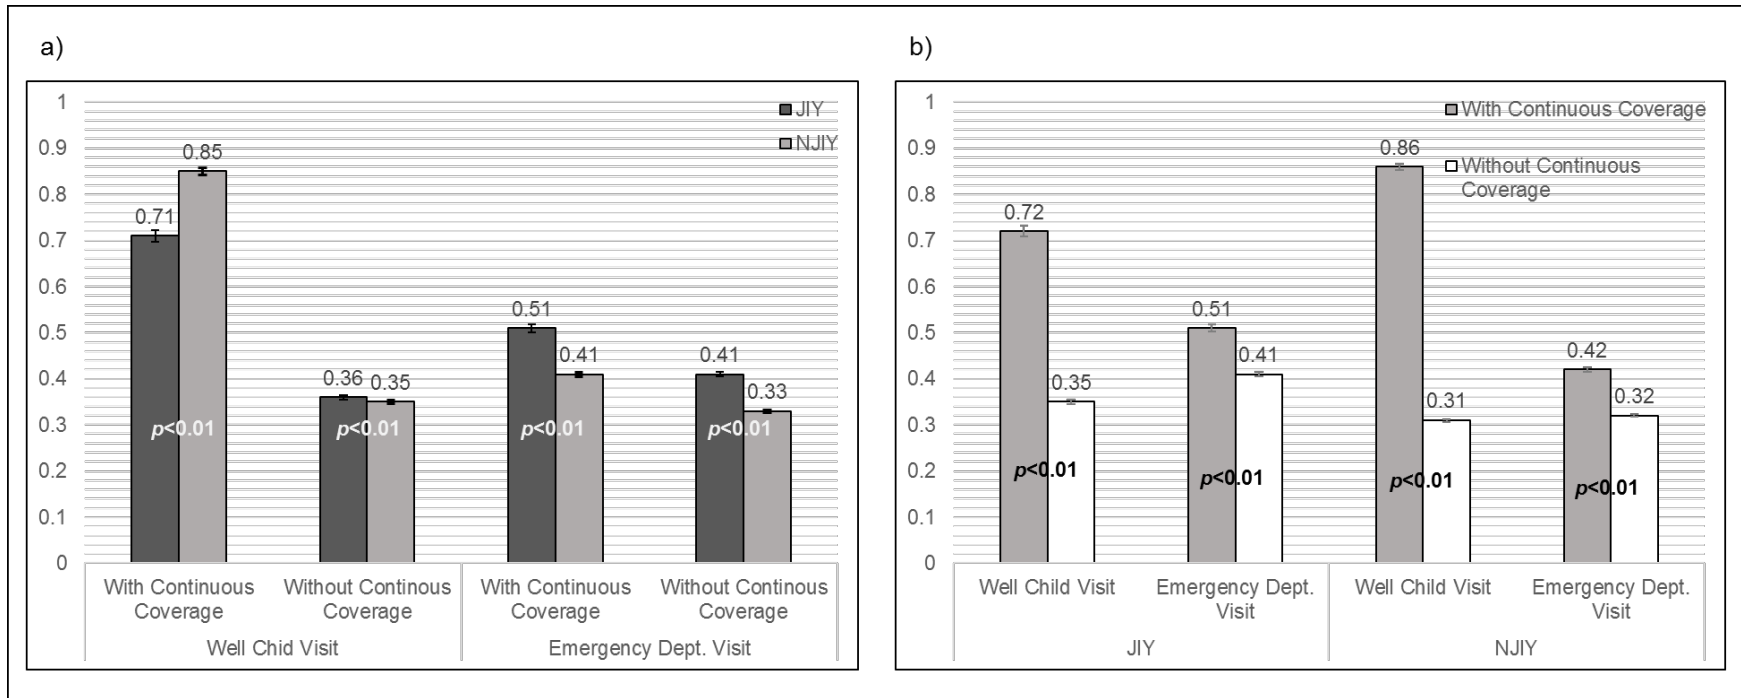 a)
1
0.9
0.8
0.7
0.6
0.5
0.4
0.3
0.2
0.1
0
JIY
NJIY
0.71
0.85
0.36
0.35
0.51
0.41
0.41
0.33
p<0.01
p<0.01
p<0.01
p<0.01
With Continuous
Coverage
Without Continous
Coverage
With Continuous
Coverage
Without Continous
Coverage
Well Chid Visit
Emergency Dept. Visit
b)
1
0.9
0.8
0.7
0.6
0.5
0.4
0.3
0.2
0.1
0
With Continuous Coverage
Without Continuous
Coverage
0.72
0.35
0.51
0.41
0.86
0.31
0.42
0.32
p<0.01
p<0.01
p<0.01
p<0.01
Well Child Visit
Emergency Dept.
Visit
Well Child Visit
Emergency Dept.
Visit
JIY
NJIY